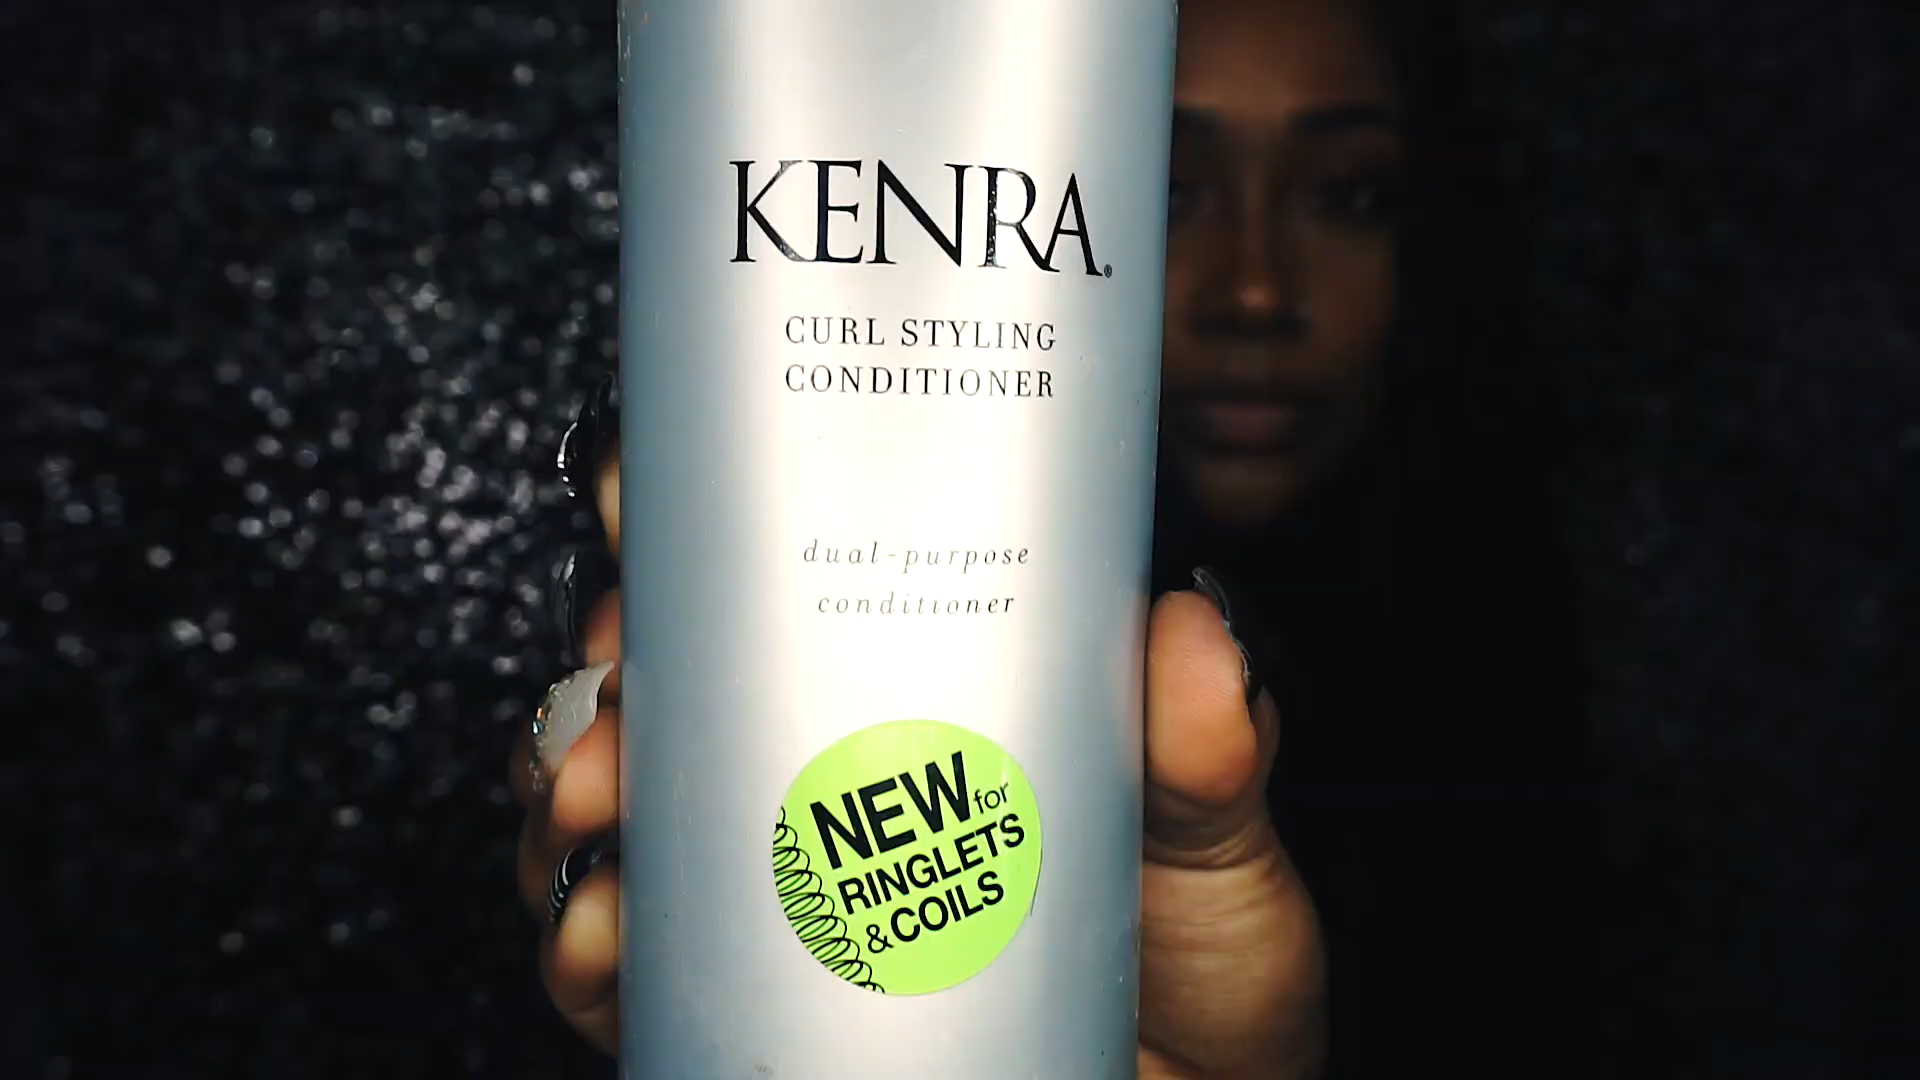 KENRA®
CURL STYLING
CONDITIONER
dual-purpose
conditioner
NEW for
RINGLETS
& COILS